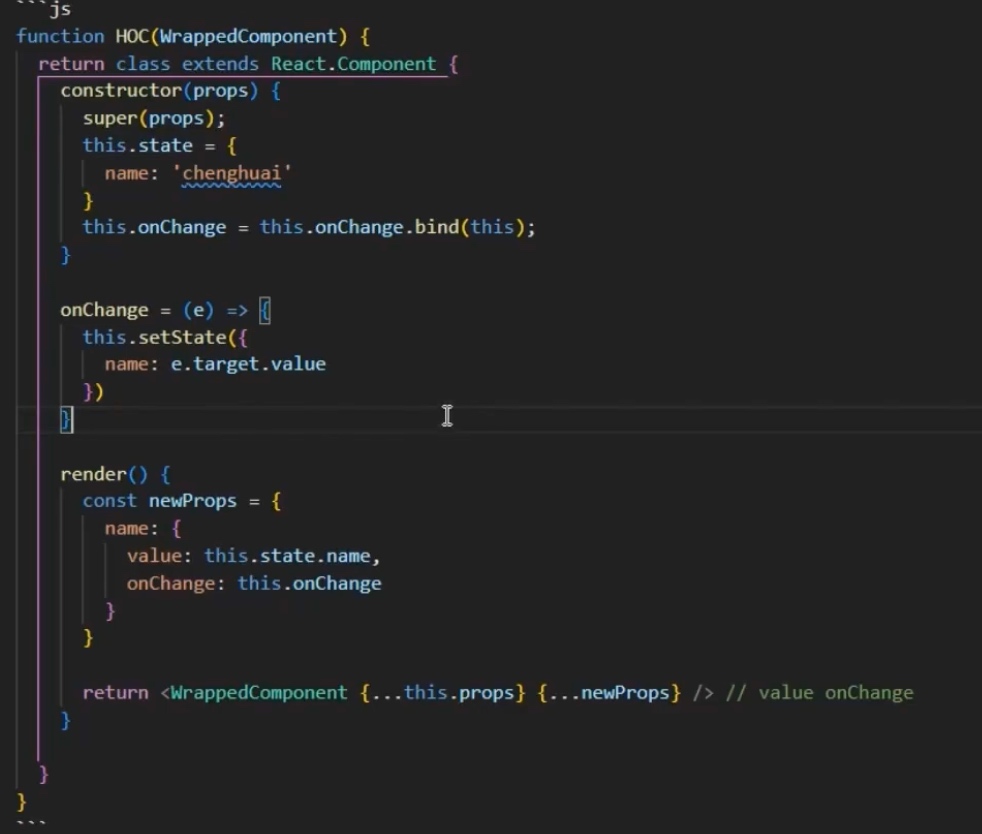 ```js
function HOC(WrappedComponent) {
  return class extends React.Component {
    constructor(props) {
      super(props);
      this.state = {
        name: 'chenghuai'
      }
      this.onChange = this.onChange.bind(this);
    }

    onChange = (e) => {
      this.setState({
        name: e.target.value
      })
    }

    render() {
      const newProps = {
        name: {
          value: this.state.name,
          onChange: this.onChange
        }
      }

      return <WrappedComponent {...this.props} {...newProps} /> // value onChange
    }

  }
}
```